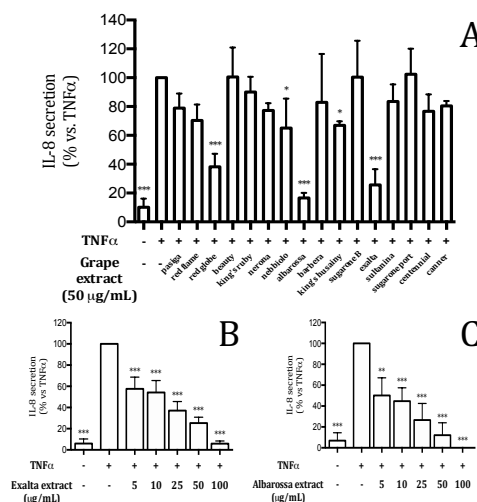 A
IL-8 secretion
(% vs. TNFα)
140
120
100
80
60
40
20
0
***
***
*
***
*
***
TNFα - + + + + + + + + + + + + + + + + +
Grape
extract
(50 µg/mL)
-
-
pasiga
red flame
red globe
beauty
king's ruby
nerona
nebbiolo
albarossa
barbera
king's husainy
sugarone B
exalta
sultanina
sugarone port
centennial
canner
B
IL-8 secretion
(% vs. TNFα)
120
100
80
60
40
20
0
***
***
***
***
***
***
TNFα - + + + + + +
Exalta extract - - 5 10 25 50 100
(µg/mL)
C
IL-8 secretion
(% vs. TNFα)
120
100
80
60
40
20
0
***
**
***
***
***
***
TNFα - + + + + + +
Albarossa extract - - 5 10 25 50 100
(µg/mL)